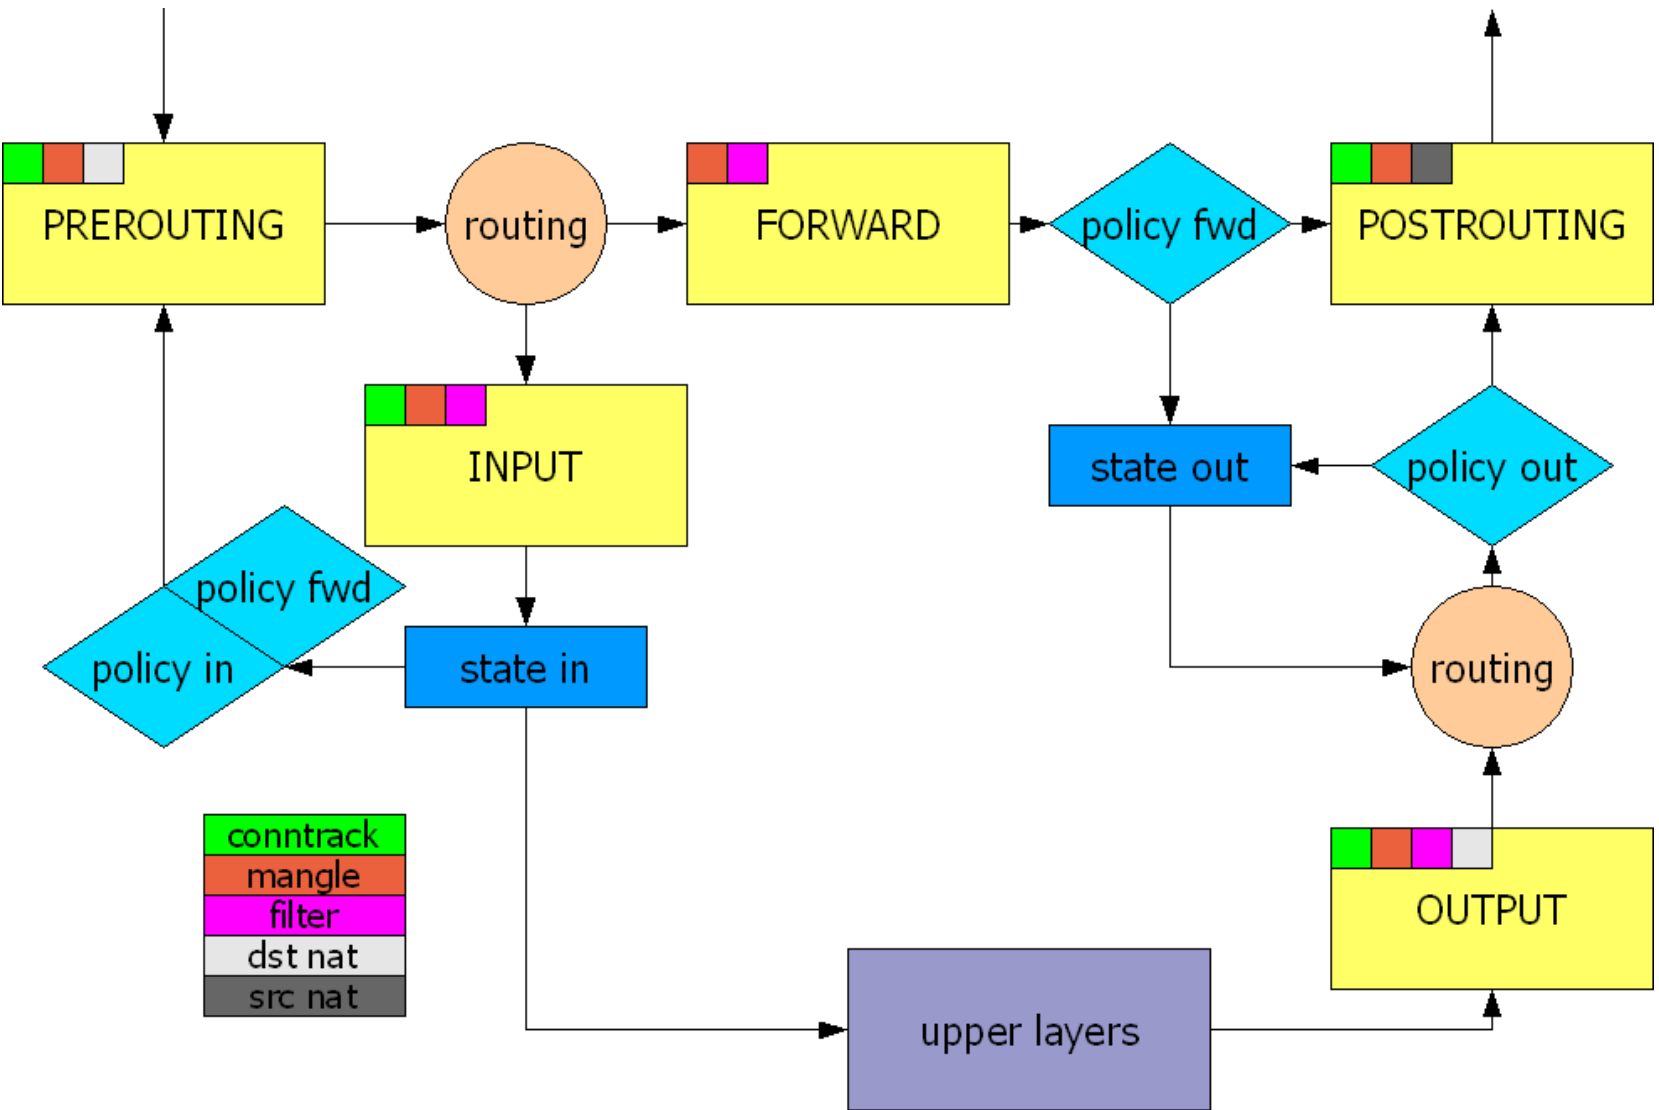 PREROUTING
routing
FORWARD
policy fwd
POSTROUTING
INPUT
state out
policy out
policy fwd
policy in
state in
routing
conntrack
mangle
filter
dst nat
src nat
OUTPUT
upper layers